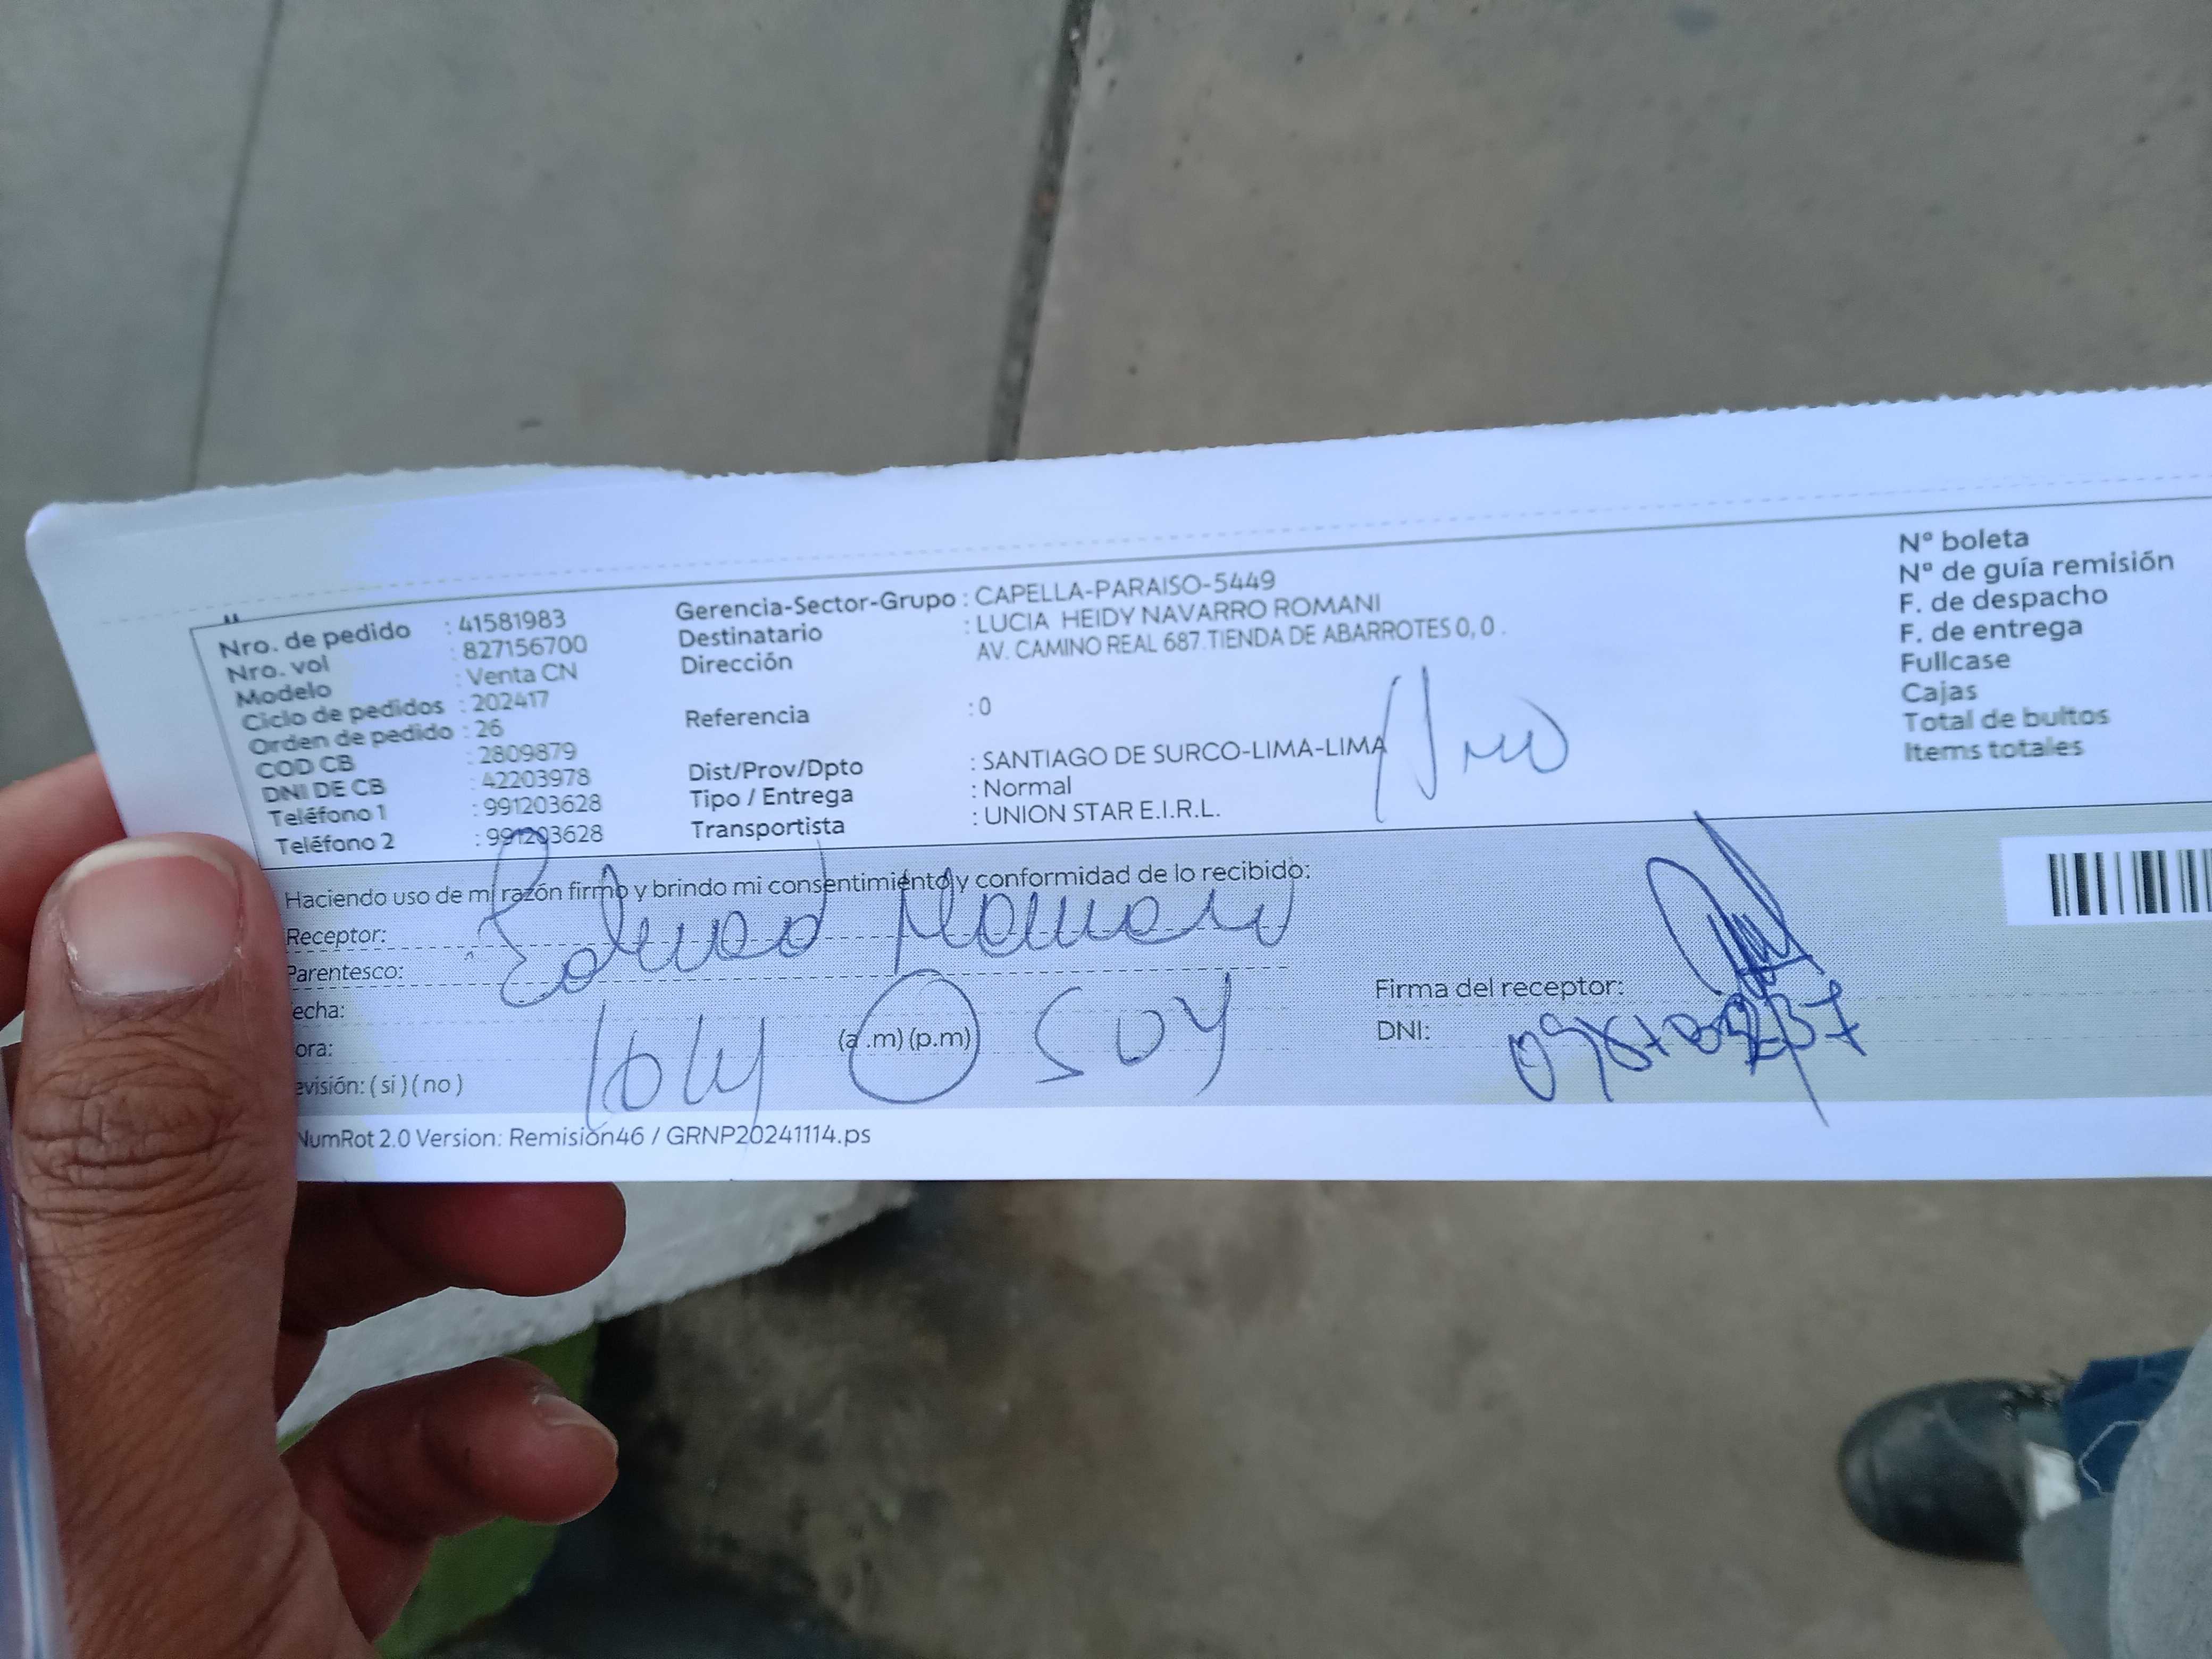 Nro. de pedido : 41581983
Nro. vol : 827156700
Modelo : Venta CN
Ciclo de pedidos : 202417
Orden de pedido : 26
COD CB : 2809879
DNI DE CB : 42203978
Teléfono 1 : 991203628
Teléfono 2 : 991203628
Gerencia-Sector-Grupo : CAPELLA-PARAISO-5449
Destinatario : LUCIA HEIDY NAVARRO ROMANI
Dirección AV. CAMINO REAL 687.TIENDA DE ABARROTES 0, 0 .
Referencia : 0
Dist/Prov/Dpto : SANTIAGO DE SURCO-LIMA-LIMA
Tipo / Entrega : Normal
Transportista : UNION STAR E.I.R.L.
N° boleta
N° de guía remisión
F. de despacho
F. de entrega
Fullcase
Cajas
Total de bultos
Items totales
Haciendo uso de mi razón firmo y brindo mi consentimiento y conformidad de lo recibido:
Receptor:
Parentesco:
echa:
ora: (a.m) (p.m)
evisión: ( si ) ( no )
Firma del receptor:
DNI:
NumRot 2.0 Version: Remisión46 / GRNP20241114.ps